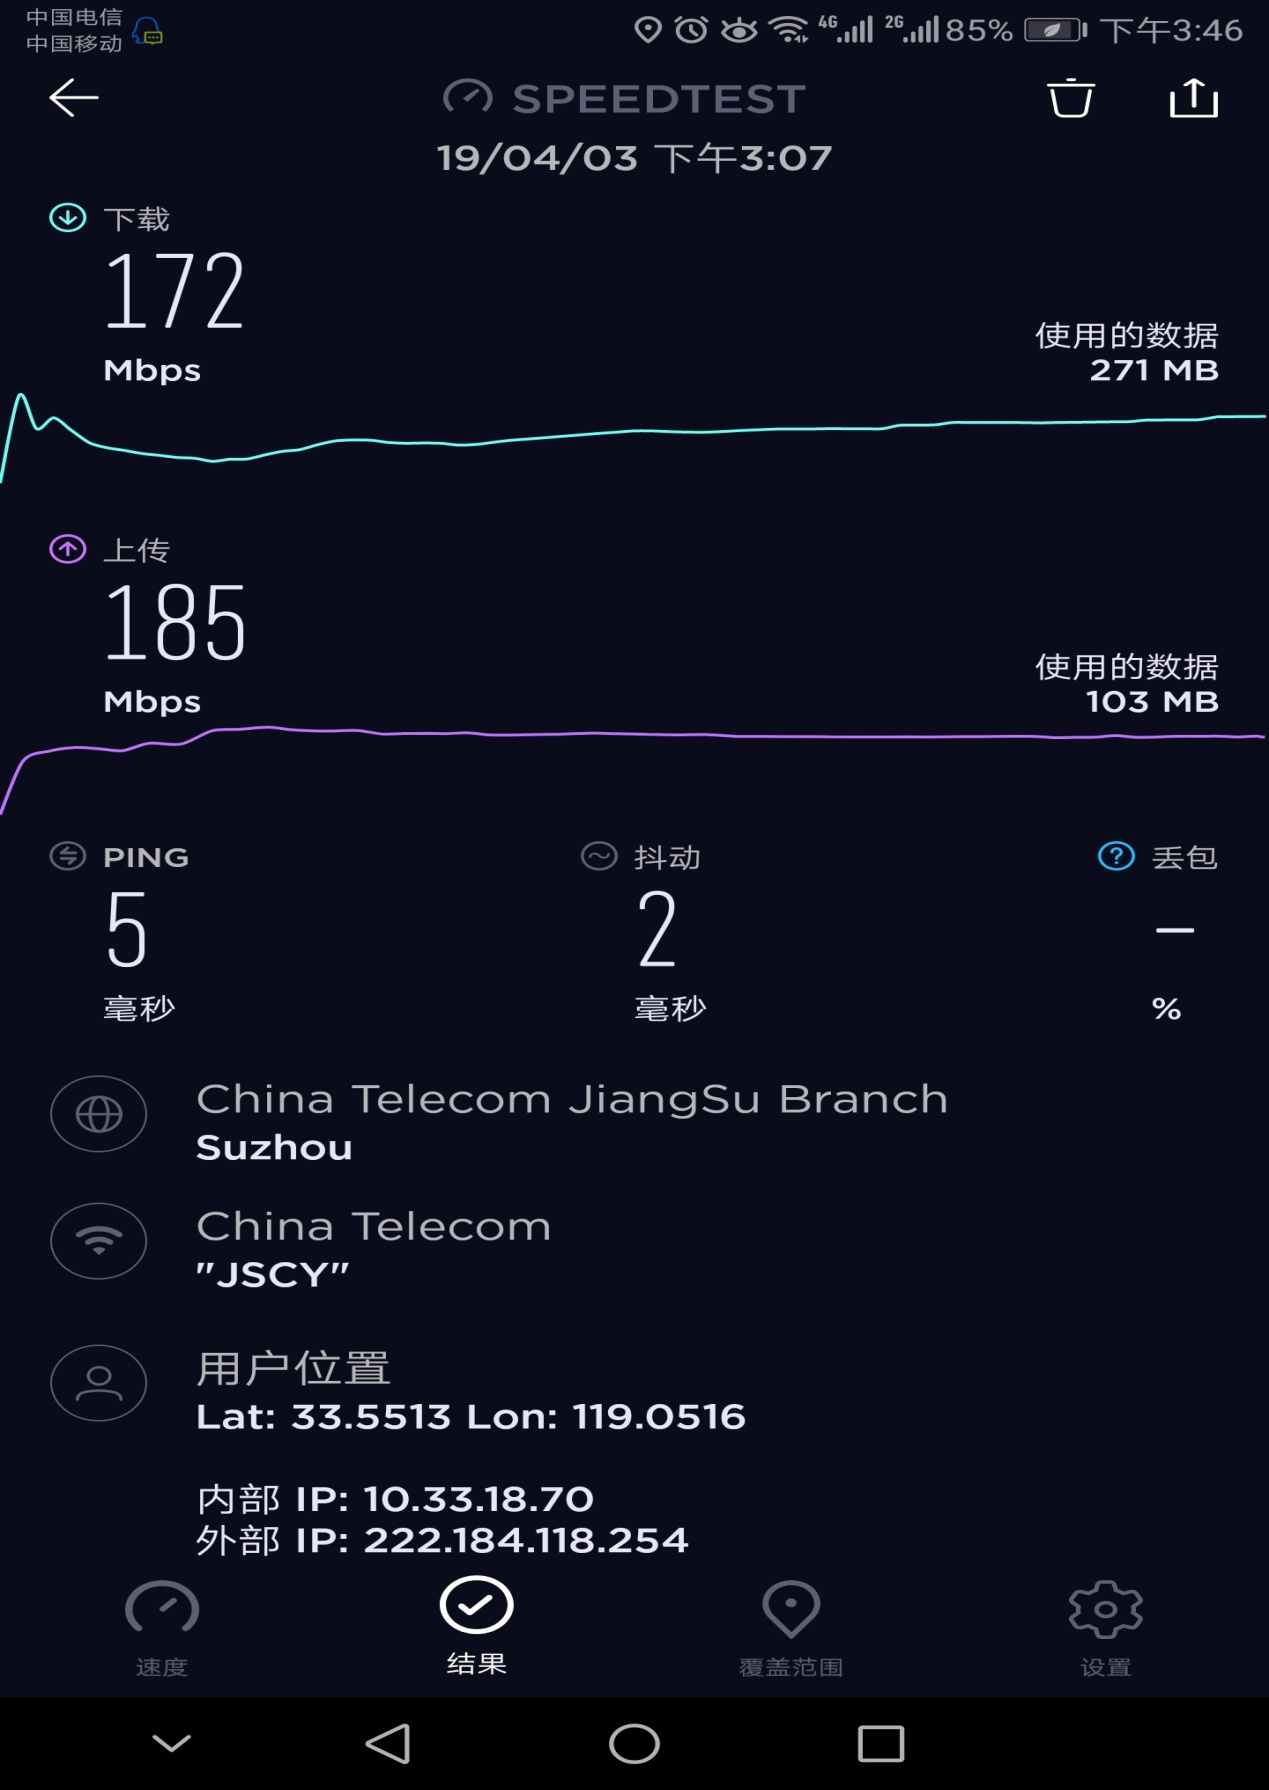 中国电信
中国移动
4G 2G 85% 下午3:46
SPEEDTEST
19/04/03 下午3:07
下载
172
Mbps
使用的数据
271 MB
上传
185
Mbps
使用的数据
103 MB
PING 抖动 丢包
5 2 –
毫秒 毫秒 %
China Telecom JiangSu Branch
Suzhou
China Telecom
"JSCY"
用户位置
Lat: 33.5513 Lon: 119.0516
内部 IP: 10.33.18.70
外部 IP: 222.184.118.254
速度 结果 覆盖范围 设置